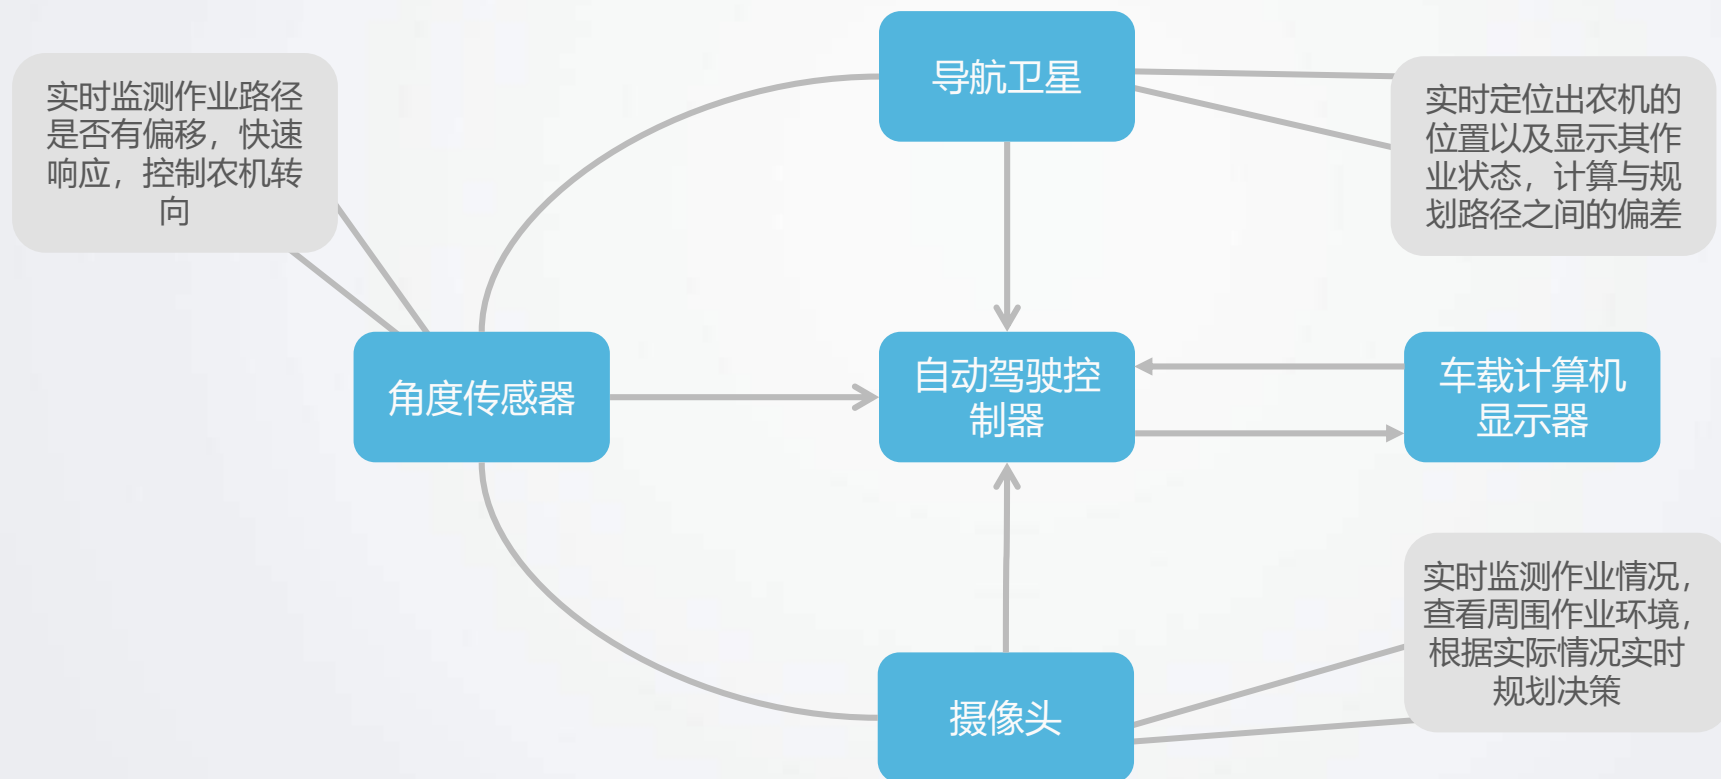 导航卫星
实时监测作业路径
是否有偏移，快速
响应，控制农机转
向
实时定位出农机的
位置以及显示其作
业状态，计算与规
划路径之间的偏差
角度传感器
自动驾驶控
制器
车载计算机
显示器
实时监测作业情况，
查看周围作业环境，
根据实际情况实时
规划决策
摄像头